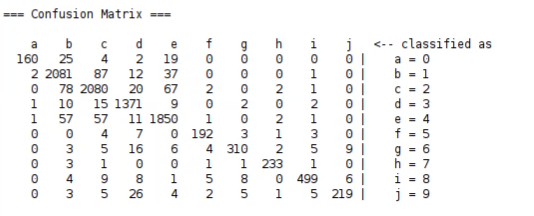 === Confusion Matrix ===
a b c d e f g h i j <-- classified as
160 25 4 2 19 0 0 0 0 0 | a = 0
2 2081 87 12 37 0 0 0 1 0 | b = 1
0 78 2080 20 67 2 0 2 1 0 | c = 2
1 10 15 1371 9 0 2 0 2 0 | d = 3
1 57 57 11 1850 1 0 2 1 0 | e = 4
0 0 4 7 0 192 3 1 3 0 | f = 5
0 3 5 16 6 4 310 2 5 9 | g = 6
0 3 1 0 0 1 1 233 1 0 | h = 7
0 4 9 8 1 5 8 0 499 6 | i = 8
0 3 5 26 4 2 5 1 5 219 | j = 9